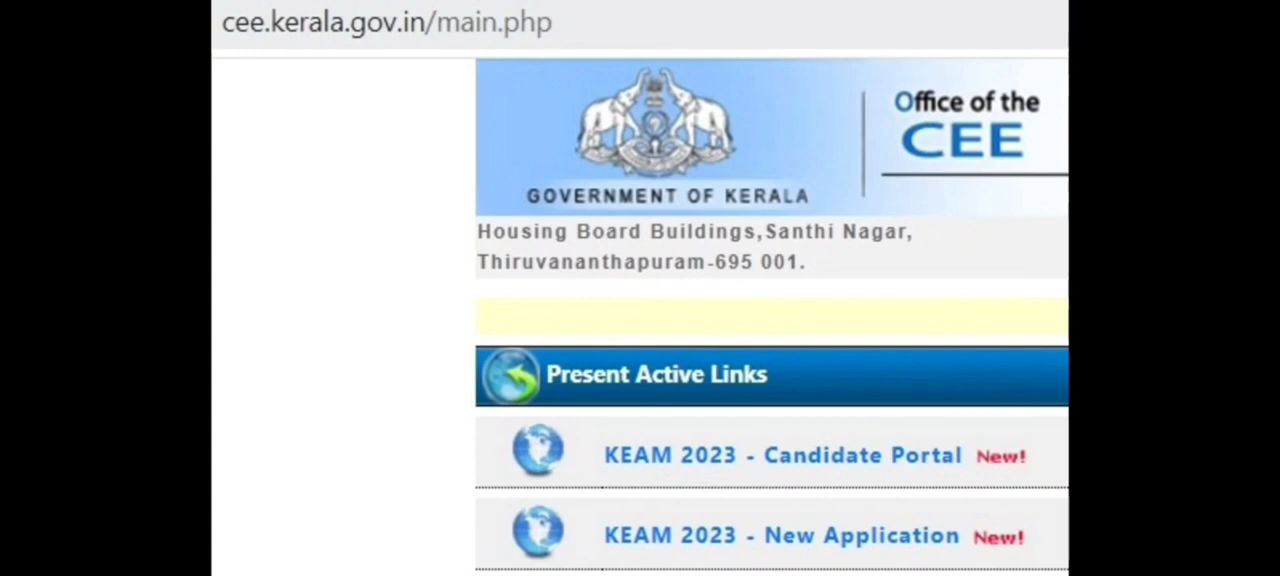 cee.kerala.gov.in/main.php
Office of the
CEE
GOVERNMENT OF KERALA
Housing Board Buildings,Santhi Nagar,
Thiruvananthapuram-695 001.
Present Active Links
KEAM 2023 - Candidate Portal New!
KEAM 2023 - New Application New!